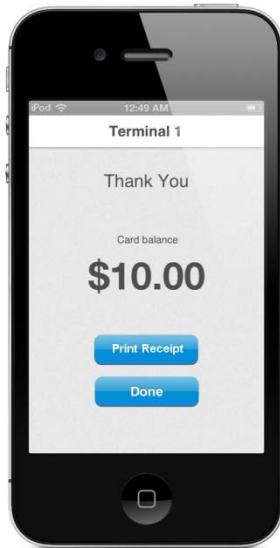 iPod 12:49 AM
Terminal 1
Thank You
Card balance
$10.00
Print Receipt
Done